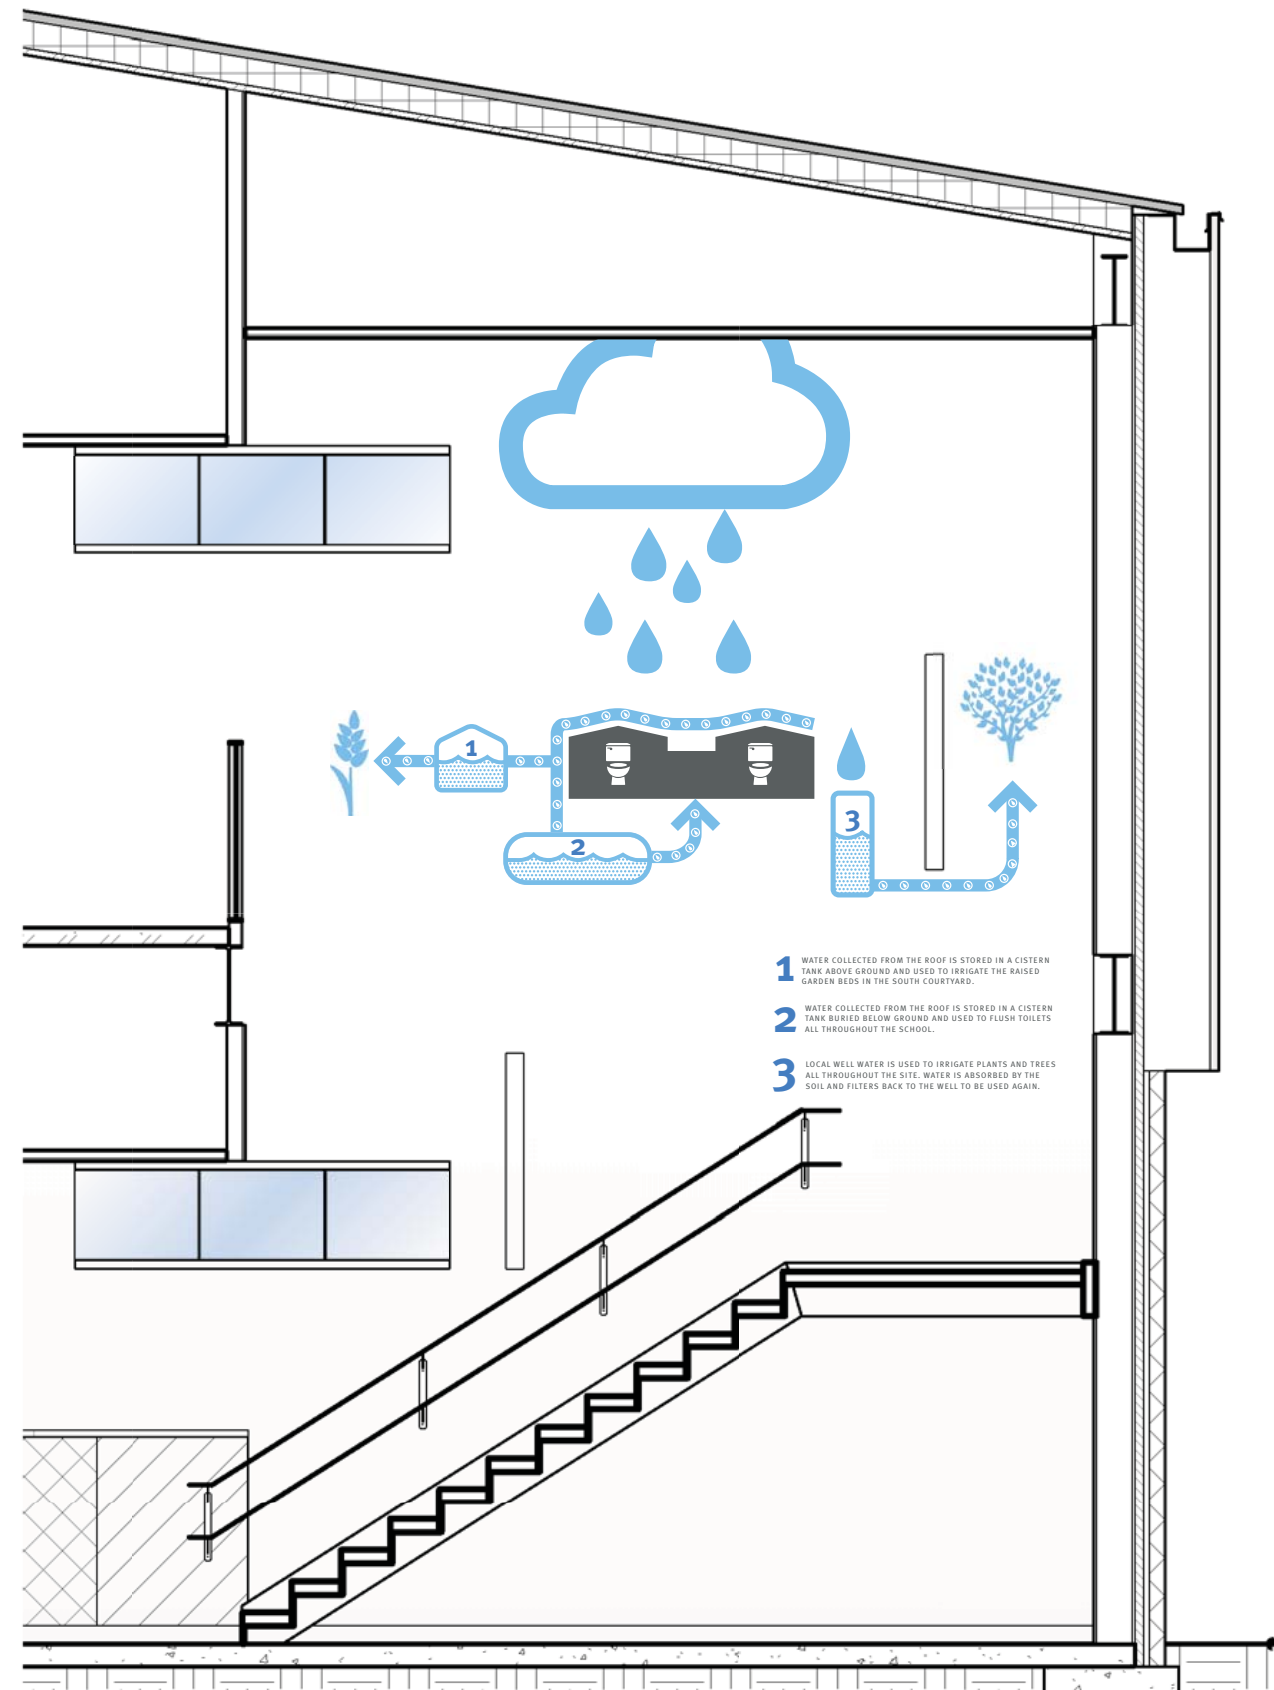 1
2
3
1 WATER COLLECTED FROM THE ROOF IS STORED IN A CISTERN
TANK ABOVE GROUND AND USED TO IRRIGATE THE RAISED
GARDEN BEDS IN THE SOUTH COURTYARD.
2 WATER COLLECTED FROM THE ROOF IS STORED IN A CISTERN
TANK BURIED BELOW GROUND AND USED TO FLUSH TOILETS
ALL THROUGHOUT THE SCHOOL.
3 LOCAL WELL WATER IS USED TO IRRIGATE PLANTS AND TREES
ALL THROUGHOUT THE SITE. WATER IS ABSORBED BY THE
SOIL AND FILTERS BACK TO THE WELL TO BE USED AGAIN.